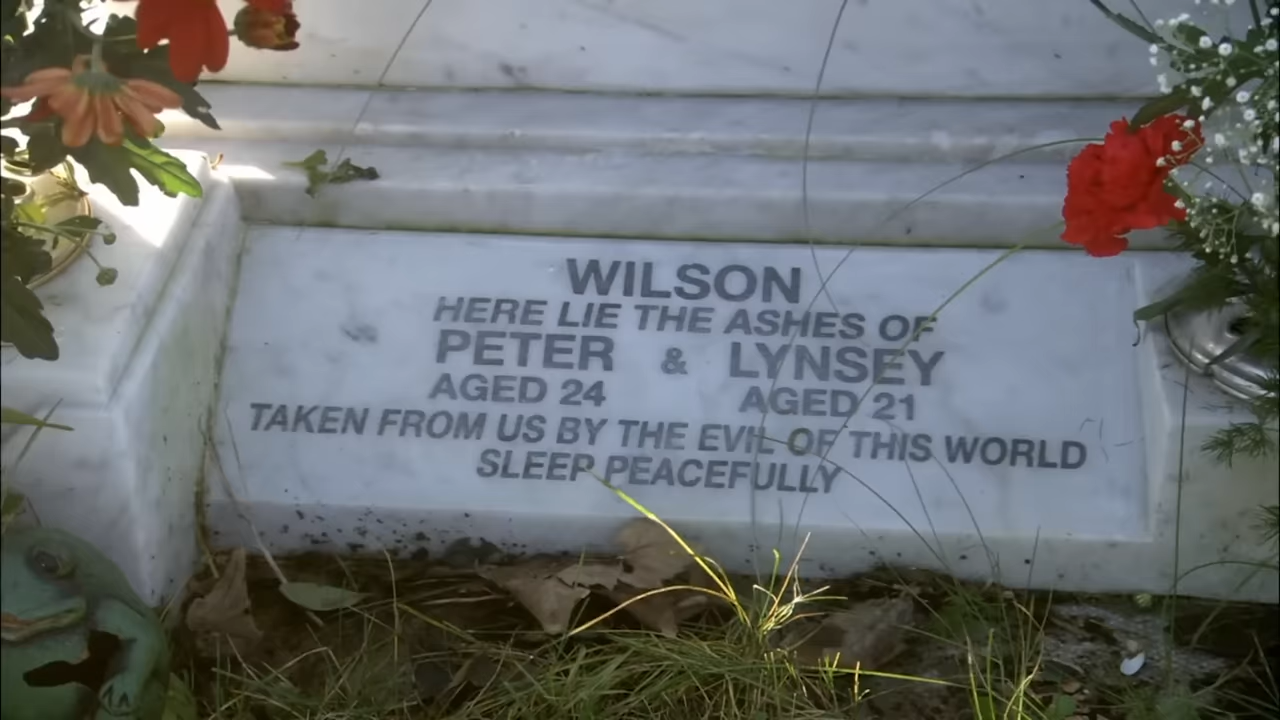 WILSON
HERE LIE THE ASHES OF
PETER & LYNSEY
AGED 24 AGED 21
TAKEN FROM US BY THE EVIL OF THIS WORLD
SLEEP PEACEFULLY